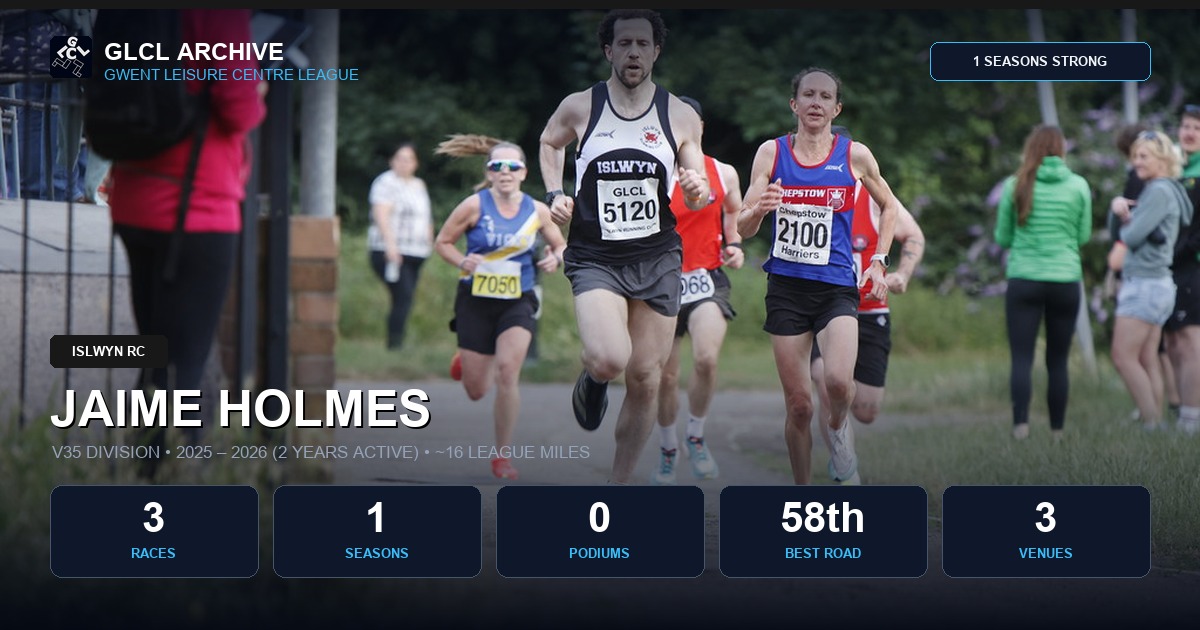 GLCL ARCHIVE
GWENT LEISURE CENTRE LEAGUE
1 SEASONS STRONG
ISLWYN
GLCL
5120
CHEPSTOW
Chepstow
2100
Harriers
7050
068
ISLWYN RC
JAIME HOLMES
V35 DIVISION • 2025 – 2026 (2 YEARS ACTIVE) • ~16 LEAGUE MILES
3
RACES
1
SEASONS
0
PODIUMS
58th
BEST ROAD
3
VENUES